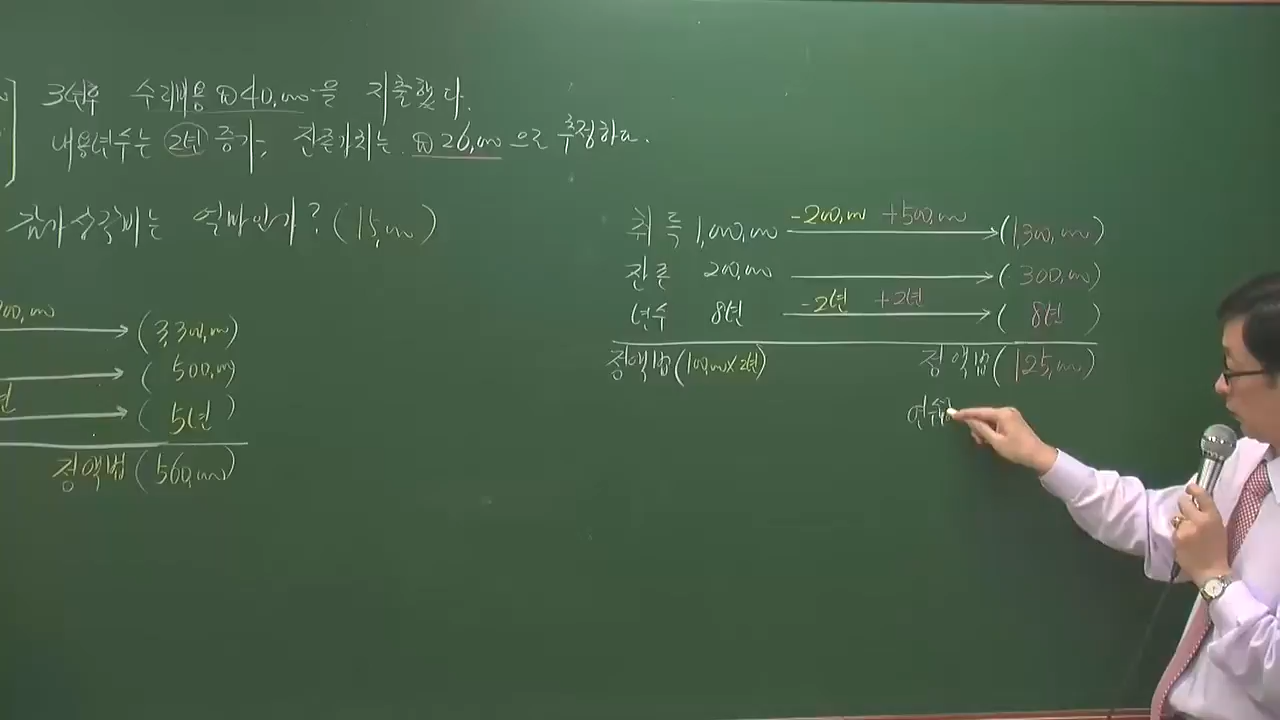 3년후 수리비용 ₩40,000을 지출했다.
내용년수는 2년 증가, 잔존가치는 ₩26,000으로 추정하고.
감가상각비는 얼마인가? (15,000)
(3,300,000)
(500,000)
(5년)
정액법 (560,000)
취득 1,000,000 -200,000 +500,000 (1,300,000)
잔존 200,000 (300,000)
년수 8년 -2년 +2년 (8년)
정액법(100,000×2년) 정액법(125,000)
연수